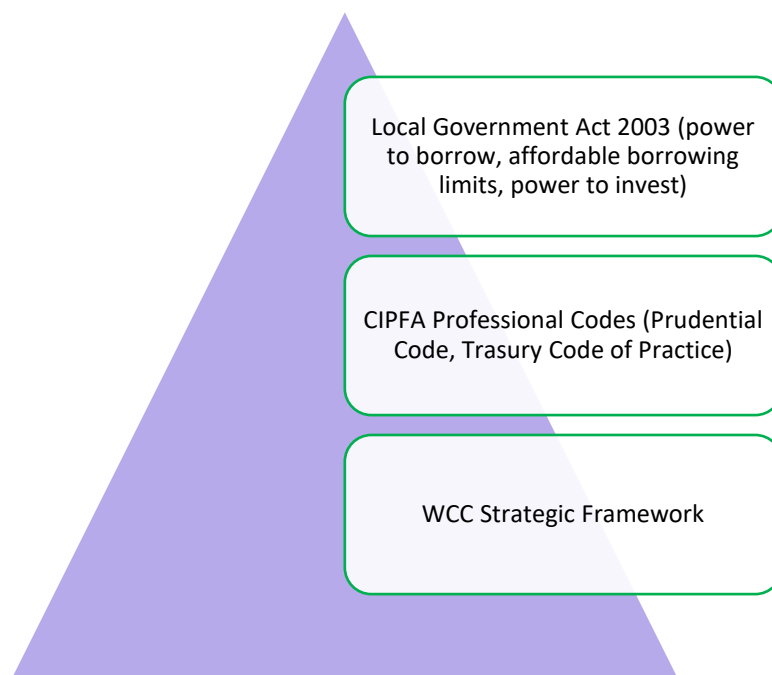 Local Government Act 2003 (power
to borrow, affordable borrowing
limits, power to invest)
CIPFA Professional Codes (Prudential
Code, Trasury Code of Practice)
WCC Strategic Framework